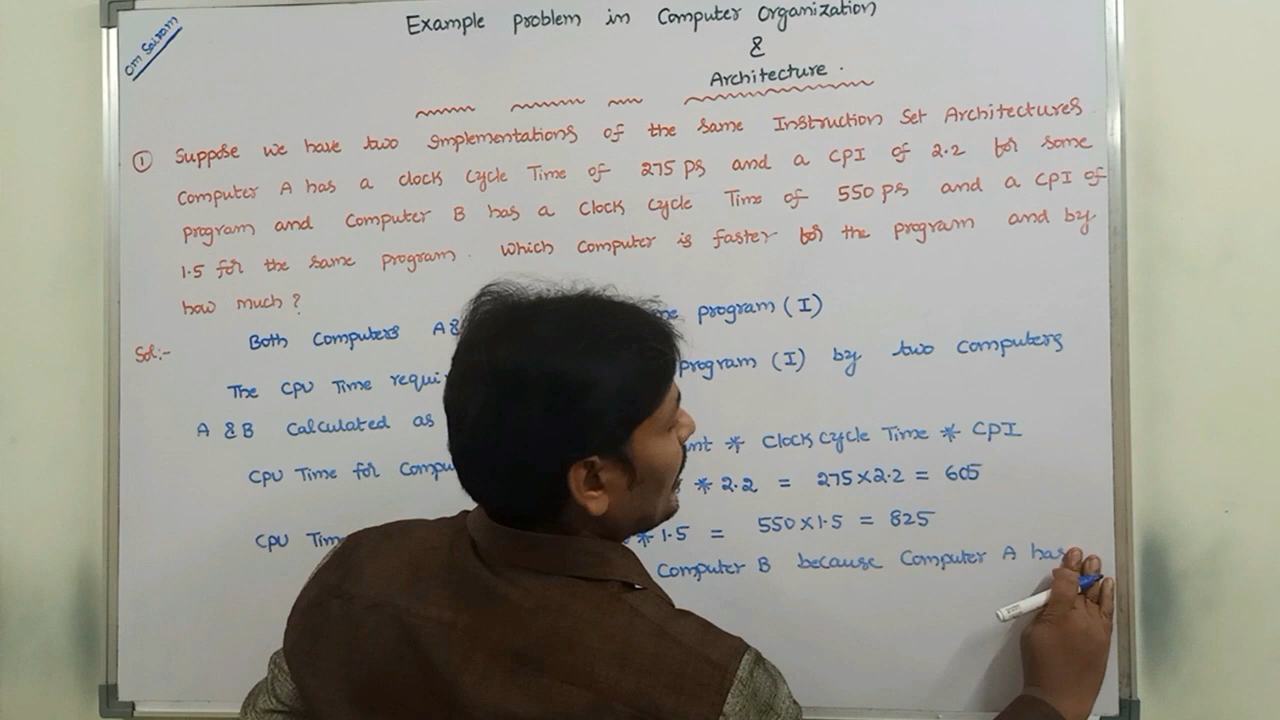 Om Sairam
Example problem in Computer Organization
&
Architecture.
① Suppose we have two Implementations of the same Instruction Set Architectures
Computer A has a clock Cycle Time of 275 ps and a CPI of 2.2 for some
program and Computer B has a Clock Cycle Time of 550 ps and a CPI of
1.5 for the same program. Which Computer is faster for the program and by
how much?
Sol:-
Both Computers A& program (I)
The CPU Time program (I) by two computers
A & B Calculated as
* Clock Cycle Time * CPI
CPU Time for * 2.2 = 275×2.2 = 605
CPU * 1.5 = 550×1.5 = 825
Computer B because Computer A has